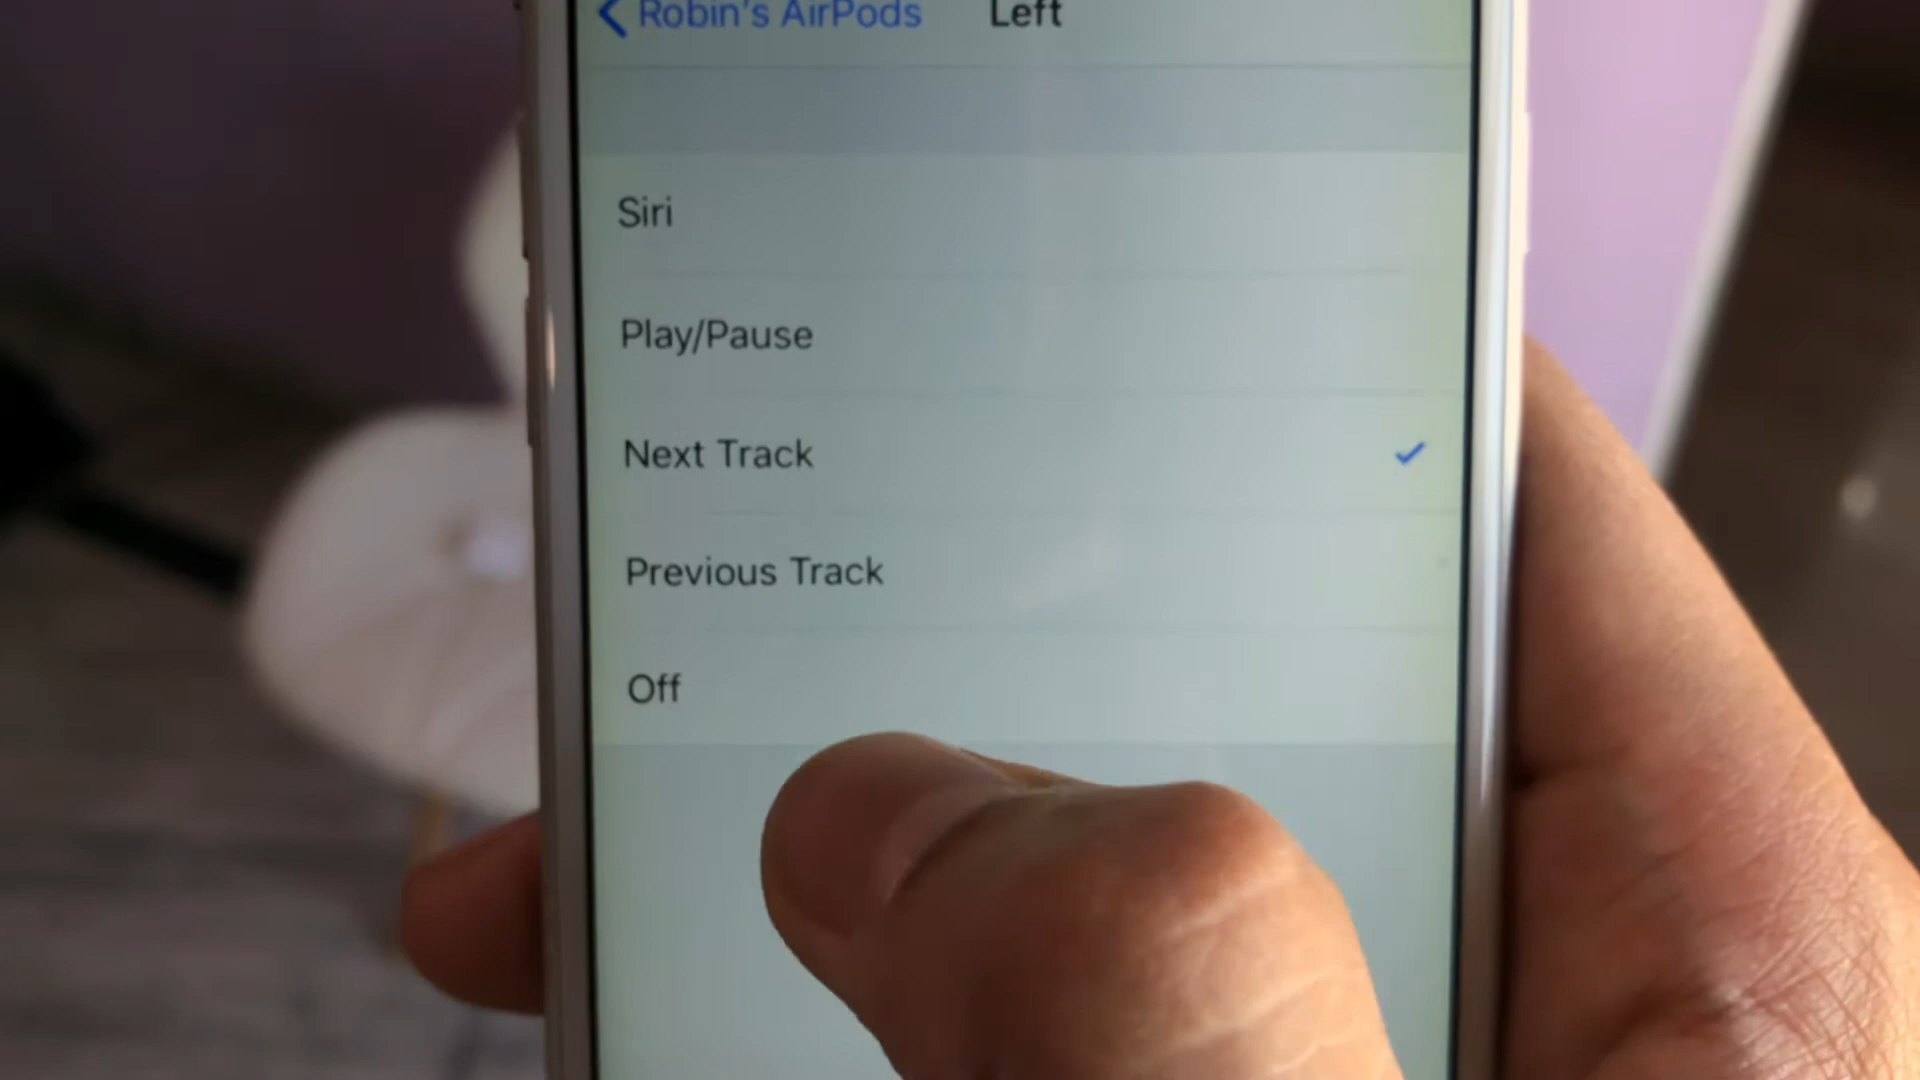 Robin's AirPods Left
Siri
Play/Pause
Next Track
Previous Track
Off